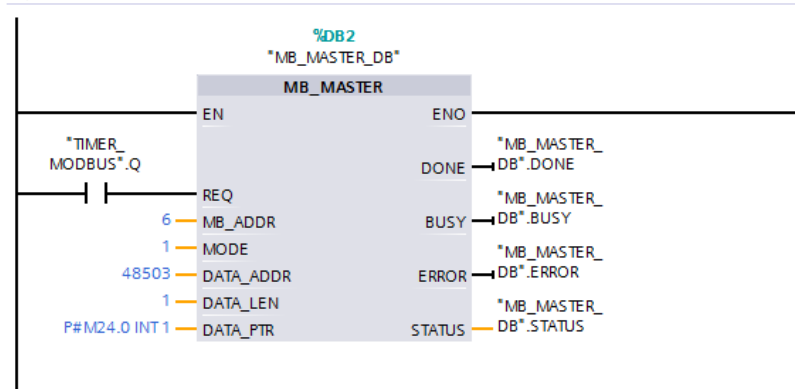 %DB2
"MB_MASTER_DB"
MB_MASTER
EN
ENO
"TIMER_
MODBUS".Q
"MB_MASTER_
DB".DONE
DONE
REQ
"MB_MASTER_
DB".BUSY
6
MB_ADDR
BUSY
1
MODE
"MB_MASTER_
DB".ERROR
48503
DATA_ADDR
ERROR
1
DATA_LEN
"MB_MASTER_
DB".STATUS
P#M24.0 INT 1
DATA_PTR
STATUS